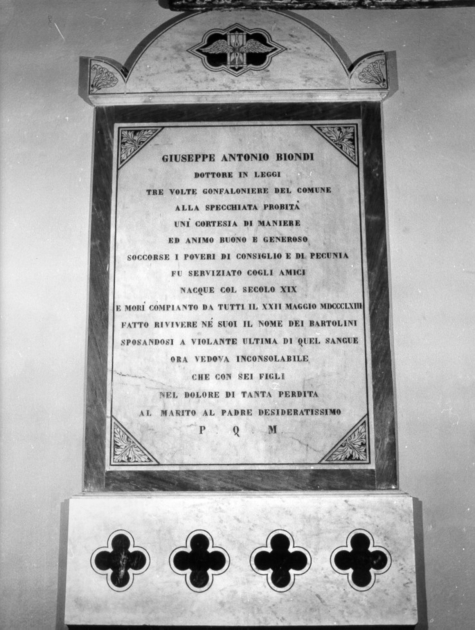 GIUSEPPE ANTONIO BIONDI
DOTTORE IN LEGGI
TRE VOLTE GONFALONIERE DEL COMUNE
ALLA SPECCHIATA PROBITA'
UNI CORTESIA DI MANIERE
ED ANIMO BUONO E GENEROSO
SOCCORSE I POVERI DI CONSIGLIO E DI PECUNIA
FU SERVIZIATO COGLI AMICI
NACQUE COL SECOLO XIX
E MORÌ COMPIANTO DA TUTTI IL XXII MAGGIO MDCCCLXIII
FATTO RIVIVERE NE' SUOI IL NOME DEI BARTOLINI
SPOSANDOSI A VIOLANTE ULTIMA DI QUEL SANGUE
ORA VEDOVA INCONSOLABILE
CHE CON SEI FIGLI
NEL DOLORE DI TANTA PERDITA
AL MARITO AL PADRE DESIDERATISSIMO
P Q M